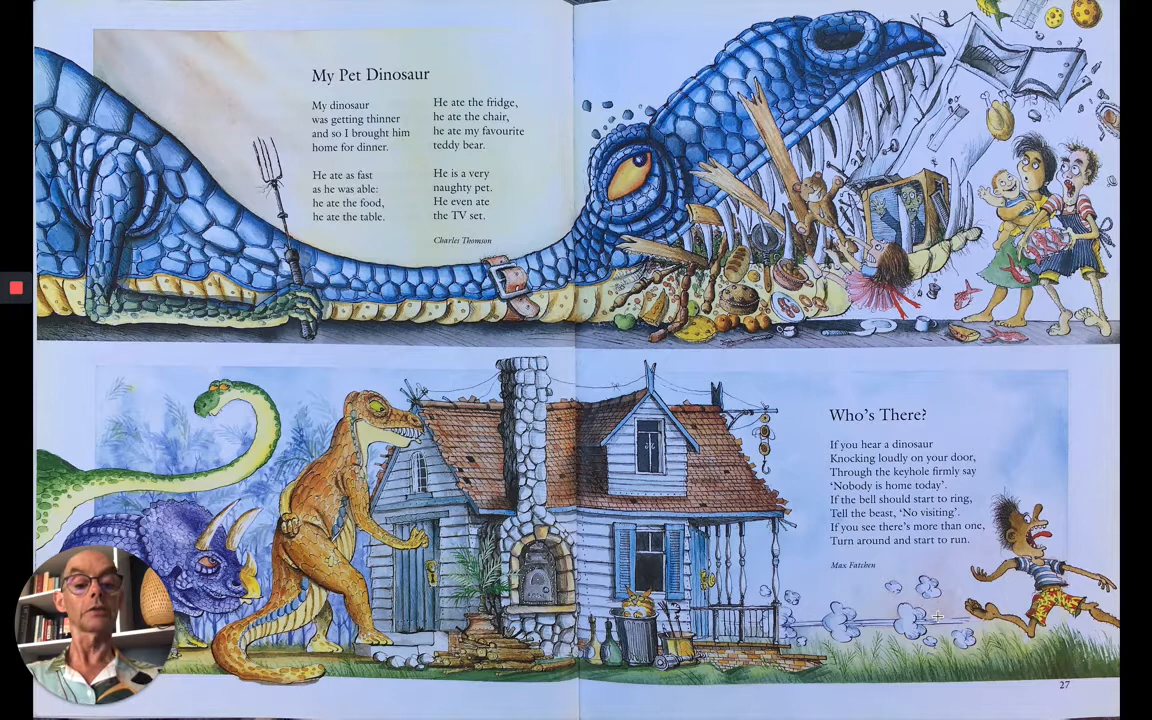 My Pet Dinosaur
My dinosaur
was getting thinner
and so I brought him
home for dinner.
He ate as fast
as he was able:
he ate the food,
he ate the table.
He ate the fridge,
he ate the chair,
he ate my favourite
teddy bear.
He is a very
naughty pet.
He even ate
the TV set.
Charles Thomson
Who's There?
If you hear a dinosaur
Knocking loudly on your door,
Through the keyhole firmly say
'Nobody is home today'.
If the bell should start to ring,
Tell the beast, 'No visiting'.
If you see there's more than one,
Turn around and start to run.
Max Fatchen
27